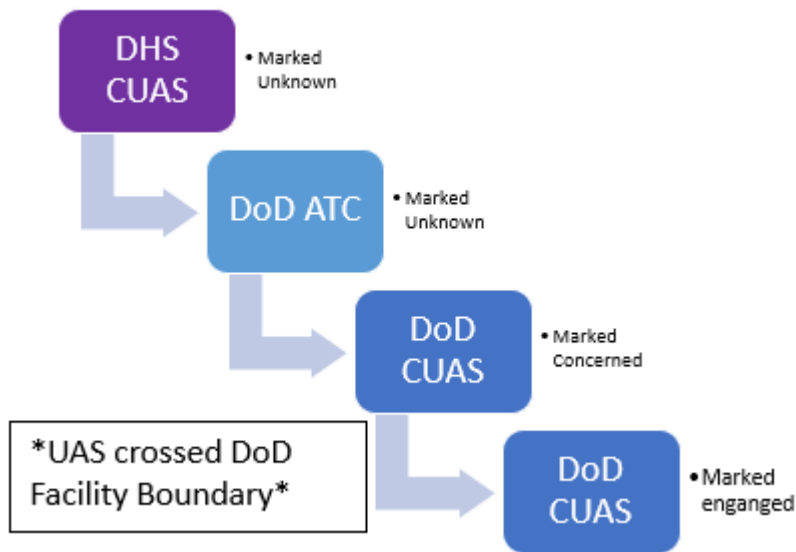 DHS
CUAS
• Marked
Unknown
DoD ATC
• Marked
Unknown
DoD
CUAS
• Marked
Concerned
*UAS crossed DoD
Facility Boundary*
DoD
CUAS
• Marked
enganged